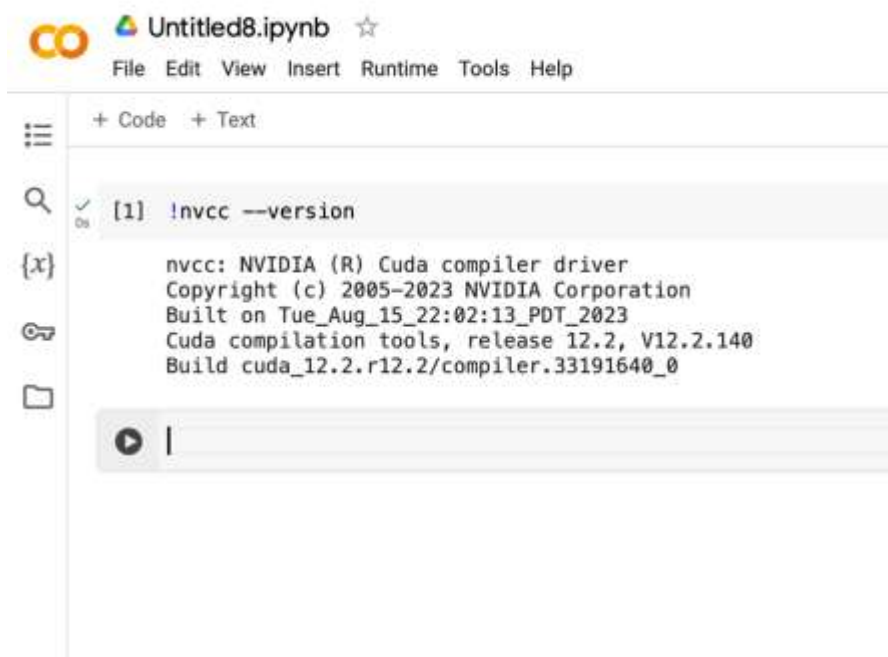 Untitled8.ipynb
File Edit View Insert Runtime Tools Help
+ Code + Text
[1] !nvcc --version
0s
{x}
nvcc: NVIDIA (R) Cuda compiler driver
Copyright (c) 2005-2023 NVIDIA Corporation
Built on Tue_Aug_15_22:02:13_PDT_2023
Cuda compilation tools, release 12.2, V12.2.140
Build cuda_12.2.r12.2/compiler.33191640_0